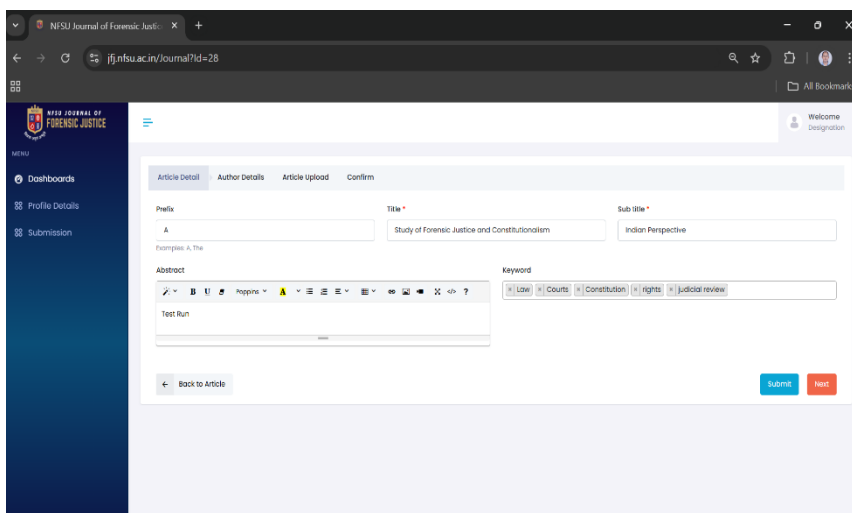 NFSU Journal of Forensic Justic
jfj.nfsu.ac.in/Journal?Id=28
All Bookmark
NFSU JOURNAL OF
FORENSIC JUSTICE
Welcome
Designation
MENU
Dashboards
Profile Details
Submission
Article Detail Author Details Article Upload Confirm
Prefix Title * Sub title *
A Study of Forensic Justice and Constitutionalism Indian Perspective
Examples: A, The
Abstract Keyword
B U Poppins A </> ?
× Law × Courts × Constitution × rights × judicial review
Test Run
Back to Article Submit Next